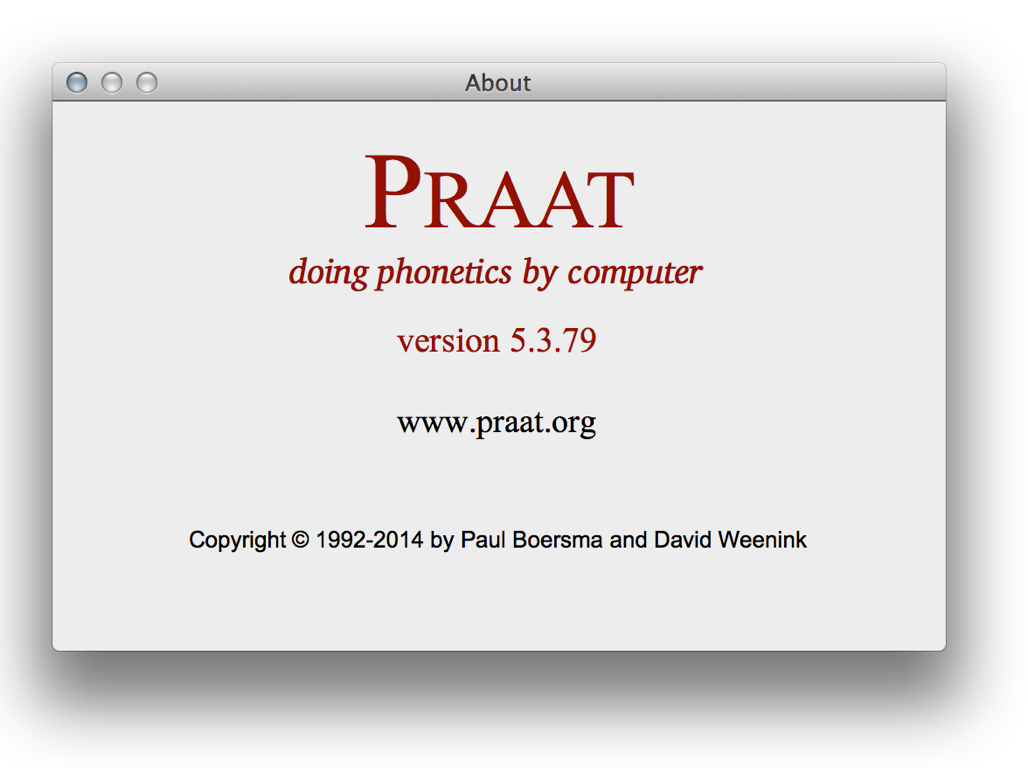 About
PRAAT
doing phonetics by computer
version 5.3.79
www.praat.org
Copyright © 1992-2014 by Paul Boersma and David Weenink